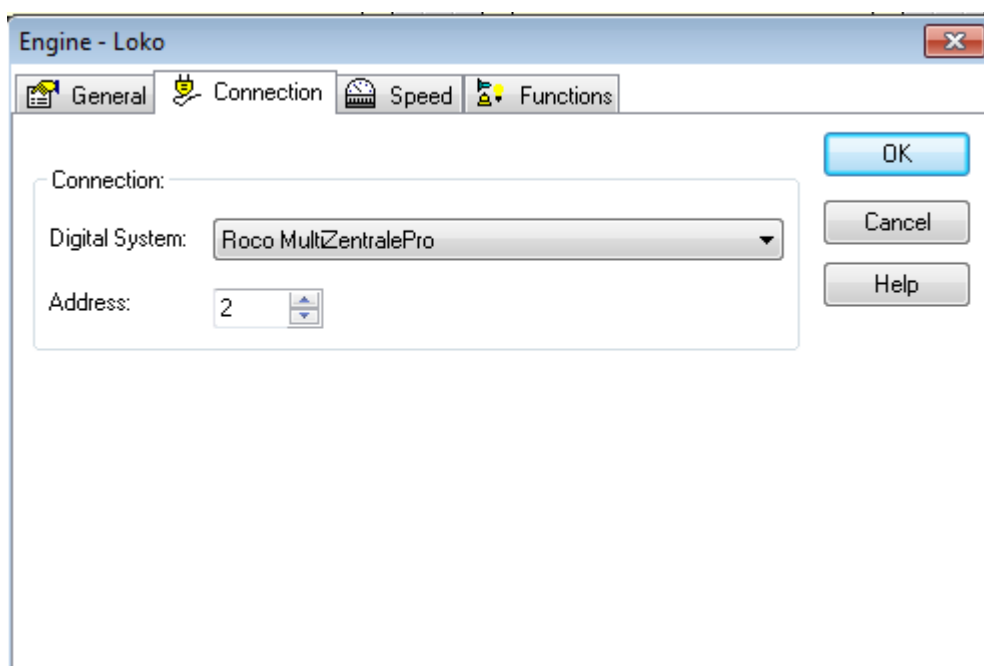 Engine - Loko
General Connection Speed Functions
Connection:
Digital System: Roco MultiZentralePro
Address: 2
OK
Cancel
Help